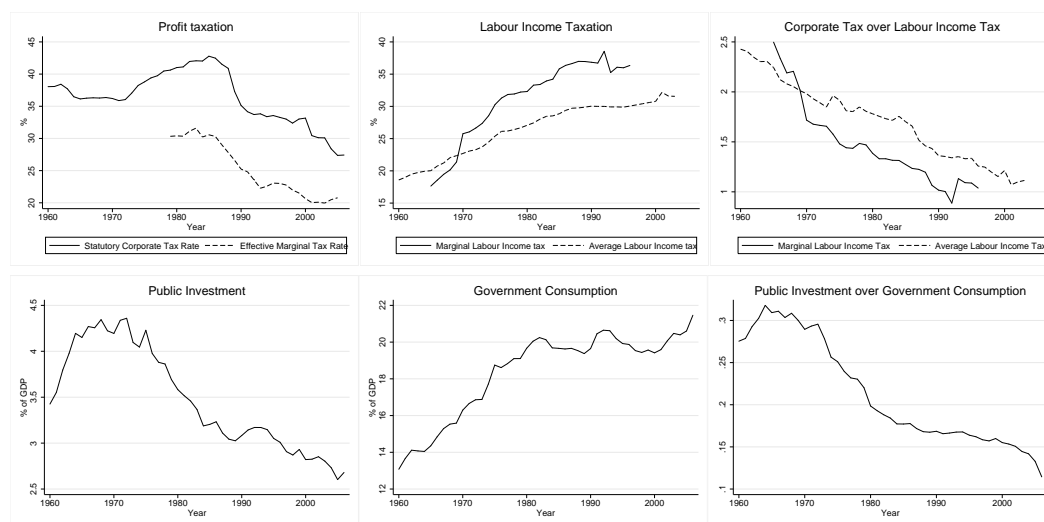 Profit taxation
45
40
35
30
25
20
%
1960 1970 1980 1990 2000
Year
Statutory Corporate Tax Rate Effective Marginal Tax Rate
Labour Income Taxation
40
35
30
25
20
15
%
1960 1970 1980 1990 2000
Year
Marginal Labour Income tax Average Labour Income tax
Corporate Tax over Labour Income Tax
2.5
2
1.5
1
1960 1970 1980 1990 2000
Year
Marginal Labour Income Tax Average Labour Income Tax
Public Investment
4.5
4
3.5
3
2.5
% of GDP
1960 1970 1980 1990 2000
Year
Government Consumption
22
20
18
16
14
12
% of GDP
1960 1970 1980 1990 2000
Year
Public Investment over Government Consumption
.3
.25
.2
.15
.1
1960 1970 1980 1990 2000
Year